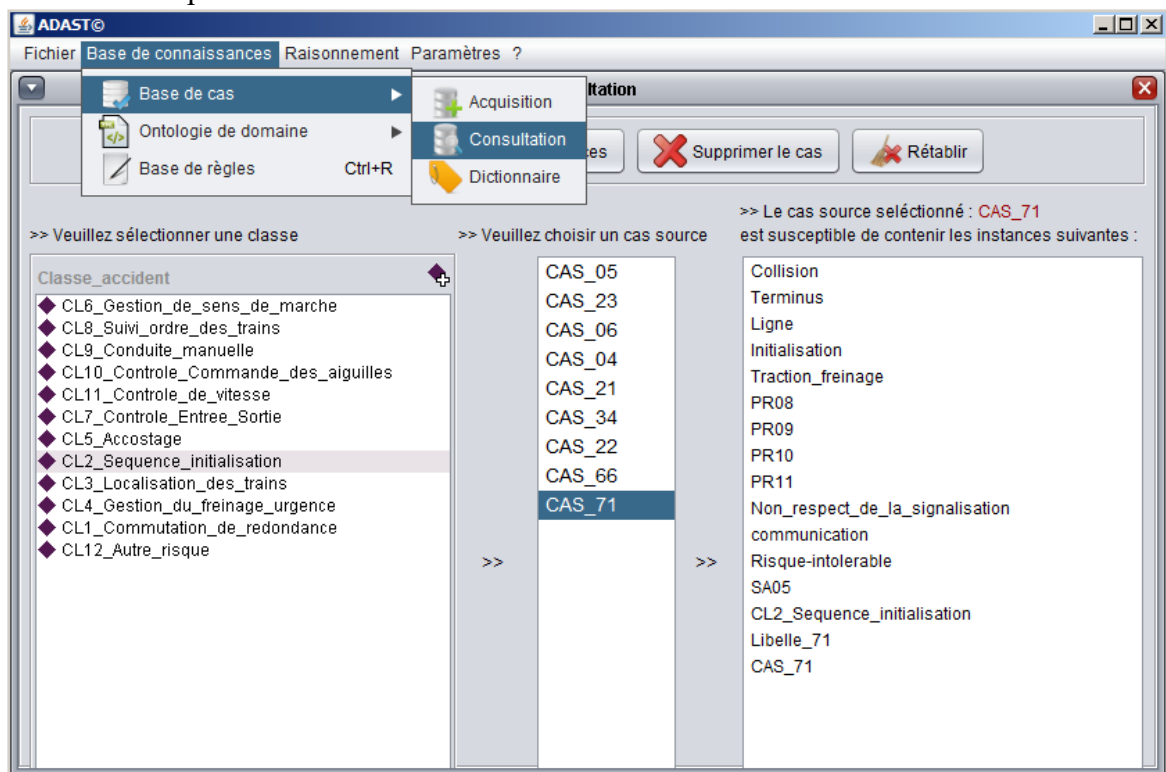 ADAST©
Fichier Base de connaissances Raisonnement Paramètres ?
Base de cas
Ontologie de domaine
Base de règles Ctrl+R
Acquisition
Consultation
Dictionnaire
ltation
ces
Supprimer le cas
Rétablir
>> Veuillez sélectionner une classe
>> Veuillez choisir un cas source
>> Le cas source seléctionné : CAS_71
est susceptible de contenir les instances suivantes :
Classe_accident
CL6_Gestion_de_sens_de_marche
CL8_Suivi_ordre_des_trains
CL9_Conduite_manuelle
CL10_Controle_Commande_des_aiguilles
CL11_Controle_de_vitesse
CL7_Controle_Entree_Sortie
CL5_Accostage
CL2_Sequence_initialisation
CL3_Localisation_des_trains
CL4_Gestion_du_freinage_urgence
CL1_Commutation_de_redondance
CL12_Autre_risque
>>
CAS_05
CAS_23
CAS_06
CAS_04
CAS_21
CAS_34
CAS_22
CAS_66
CAS_71
>>
Collision
Terminus
Ligne
Initialisation
Traction_freinage
PR08
PR09
PR10
PR11
Non_respect_de_la_signalisation
communication
Risque-intolerable
SA05
CL2_Sequence_initialisation
Libelle_71
CAS_71